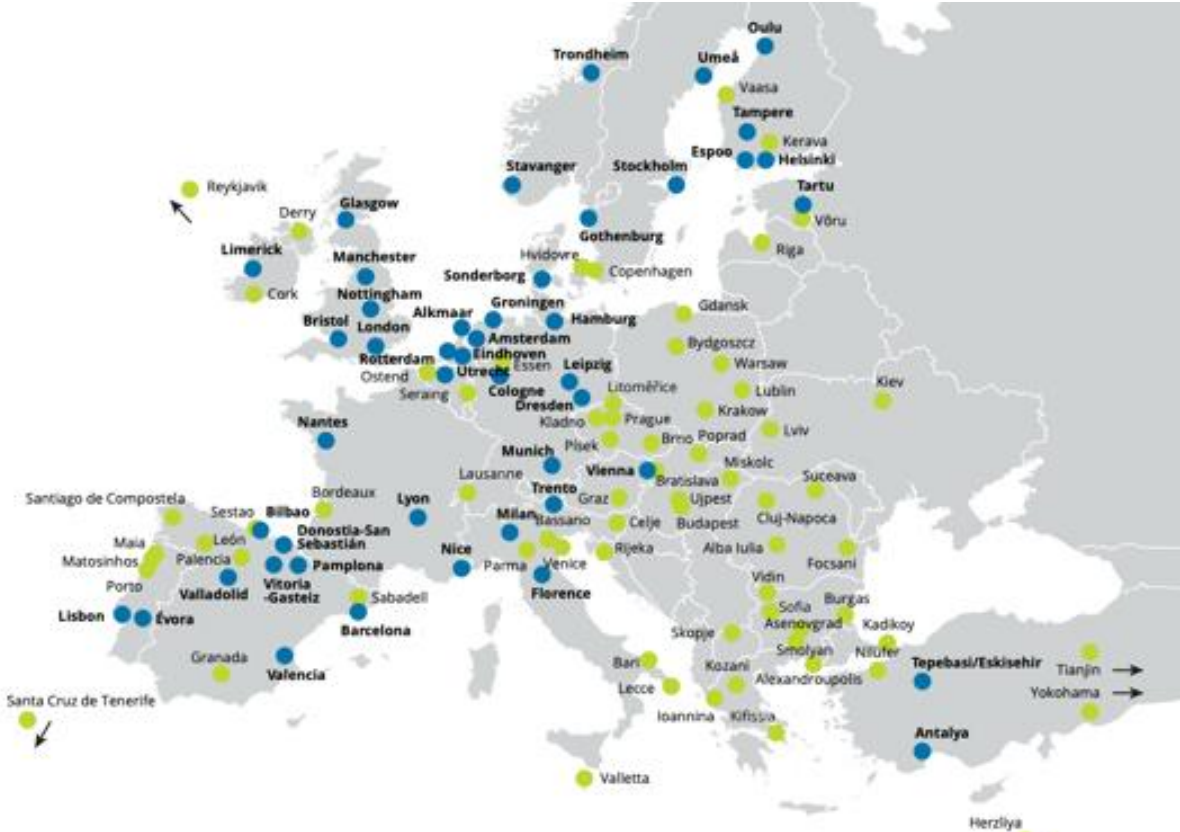 Oulu
Trondheim
Umeå
Vaasa
Tampere
Kerava
Espoo
Helsinki
Stavanger
Stockholm
Reykjavik
Tartu
Glasgow
Derry
Võru
Gothenburg
Limerick
Riga
Manchester
Hvidovre
Copenhagen
Sonderborg
Cork
Nottingham
Groningen
Gdansk
Alkmaar
Bristol
London
Hamburg
Amsterdam
Bydgoszcz
Rotterdam
Eindhoven
Essen
Leipzig
Warsaw
Ostend
Utrecht
Kiev
Seraing
Cologne
Litoměřice
Lublin
Dresden
Krakow
Kladno
Prague
Nantes
Lviv
Písek
Brno
Poprad
Munich
Miskolc
Lausanne
Vienna
Bratislava
Suceava
Santiago de Compostela
Bordeaux
Lyon
Trento
Graz
Ujpest
Sestao
Bilbao
Milan
Bassano
Celje
Budapest
Cluj-Napoca
Donostia-San
Sebastián
Maia
León
Nice
Rijeka
Alba Iulia
Matosinhos
Palencia
Pamplona
Parma
Venice
Focsani
Porto
Vitoria
-Gasteiz
Valladolid
Florence
Vidin
Sabadell
Lisbon
Évora
Sofia
Burgas
Barcelona
Asenovgrad
Skopje
Kadikoy
Granada
Smolyan
Nilüfer
Valencia
Bari
Kozani
Tepebasi/Eskisehir
Tianjin
Alexandroupolis
Lecce
Yokohama
Santa Cruz de Tenerife
Ioannina
Kifissia
Antalya
Valletta
Herzliya